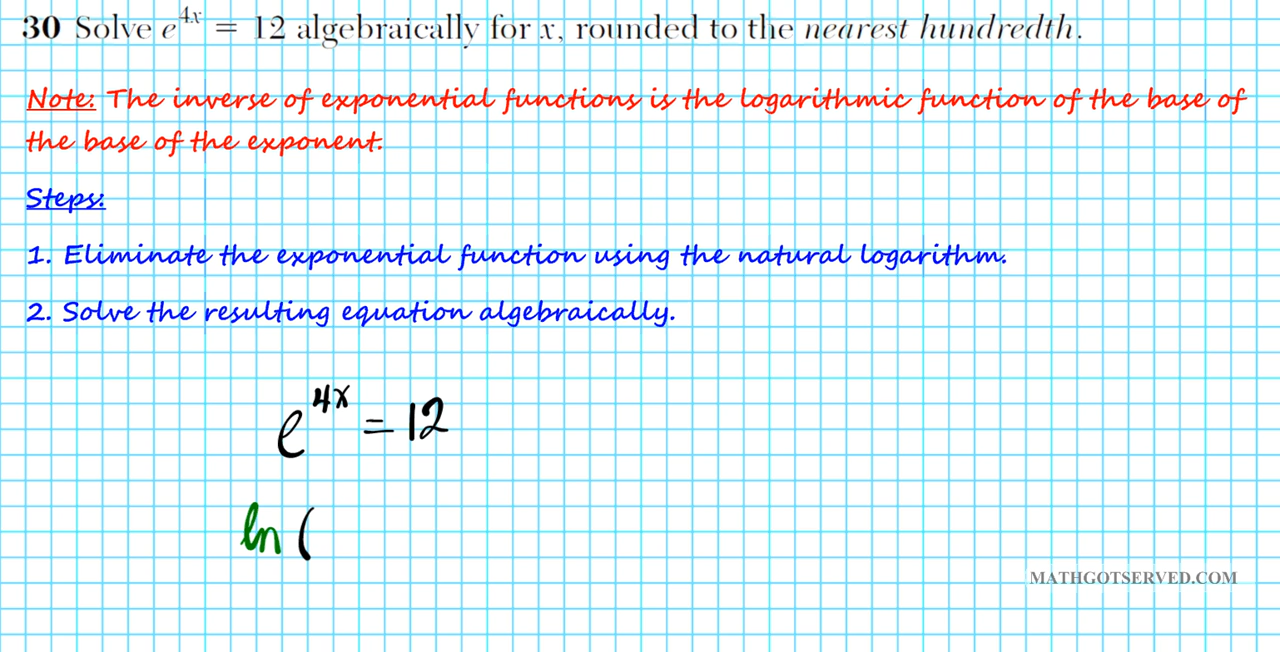 30 Solve e^{4x} = 12 algebraically for x, rounded to the nearest hundredth.
Note: The inverse of exponential functions is the logarithmic function of the base of
the base of the exponent.
Steps:
1. Eliminate the exponential function using the natural logarithm.
2. Solve the resulting equation algebraically.
e^{4x} = 12
ln (
MATHGOTSERVED.COM